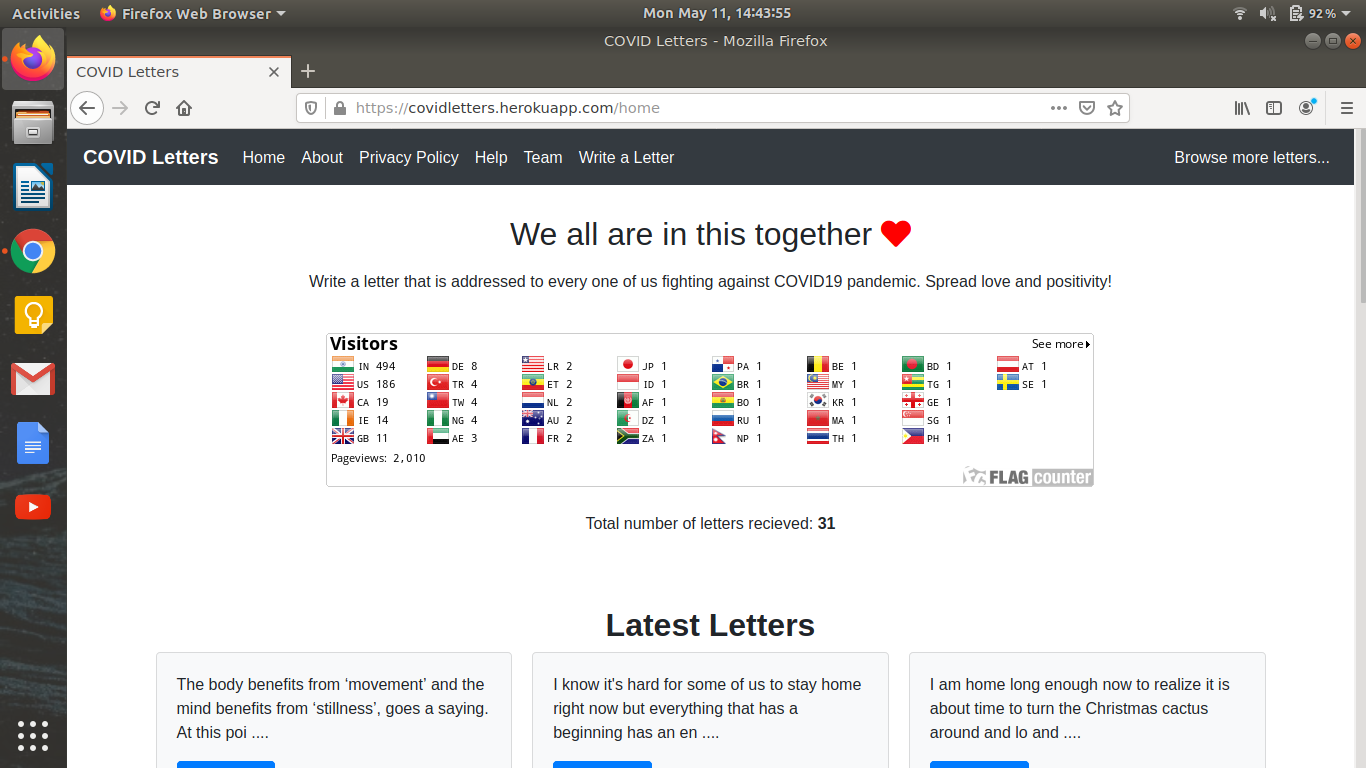 Activities Firefox Web Browser Mon May 11, 14:43:55 92%
COVID Letters - Mozilla Firefox
COVID Letters
https://covidletters.herokuapp.com/home
COVID Letters Home About Privacy Policy Help Team Write a Letter Browse more letters...
We all are in this together
Write a letter that is addressed to every one of us fighting against COVID19 pandemic. Spread love and positivity!
Visitors See more
IN 494 DE 8 LR 2 JP 1 PA 1 BE 1 BD 1 AT 1
US 186 TR 4 ET 2 ID 1 BR 1 MY 1 TG 1 SE 1
CA 19 TW 4 NL 2 AF 1 BO 1 KR 1 GE 1
IE 14 NG 4 AU 2 DZ 1 RU 1 MA 1 SG 1
GB 11 AE 3 FR 2 ZA 1 NP 1 TH 1 PH 1
Pageviews: 2,010
FLAG counter
Total number of letters recieved: 31
Latest Letters
The body benefits from ‘movement’ and the
mind benefits from ‘stillness’, goes a saying.
At this poi ....
I know it's hard for some of us to stay home
right now but everything that has a
beginning has an en ....
I am home long enough now to realize it is
about time to turn the Christmas cactus
around and lo and ....